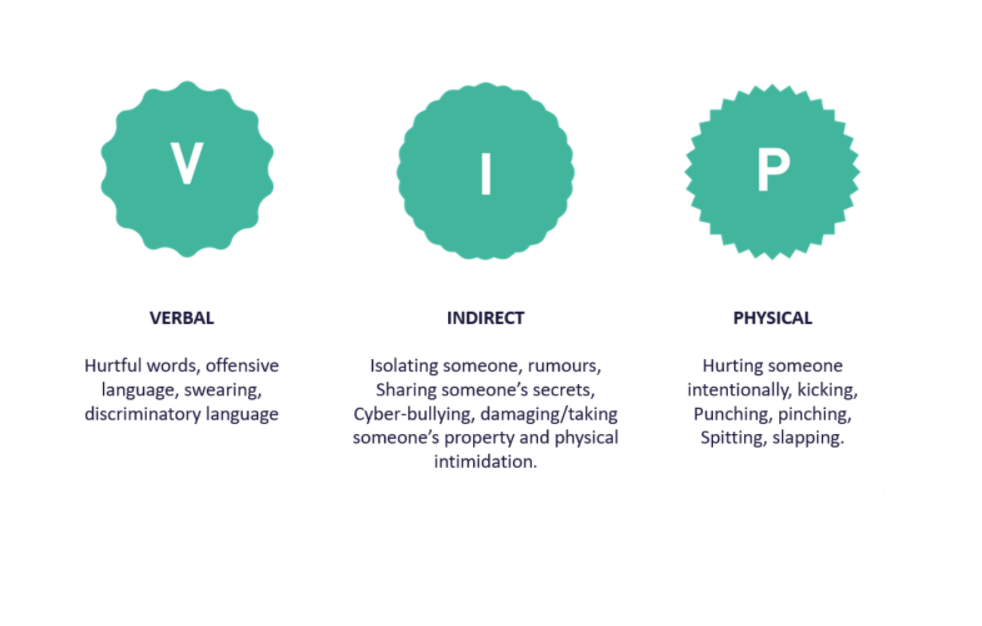 V
I
P
VERBAL
Hurtful words, offensive
language, swearing,
discriminatory language
INDIRECT
Isolating someone, rumours,
Sharing someone's secrets,
Cyber-bullying, damaging/taking
someone's property and physical
intimidation.
PHYSICAL
Hurting someone
intentionally, kicking,
Punching, pinching,
Spitting, slapping.